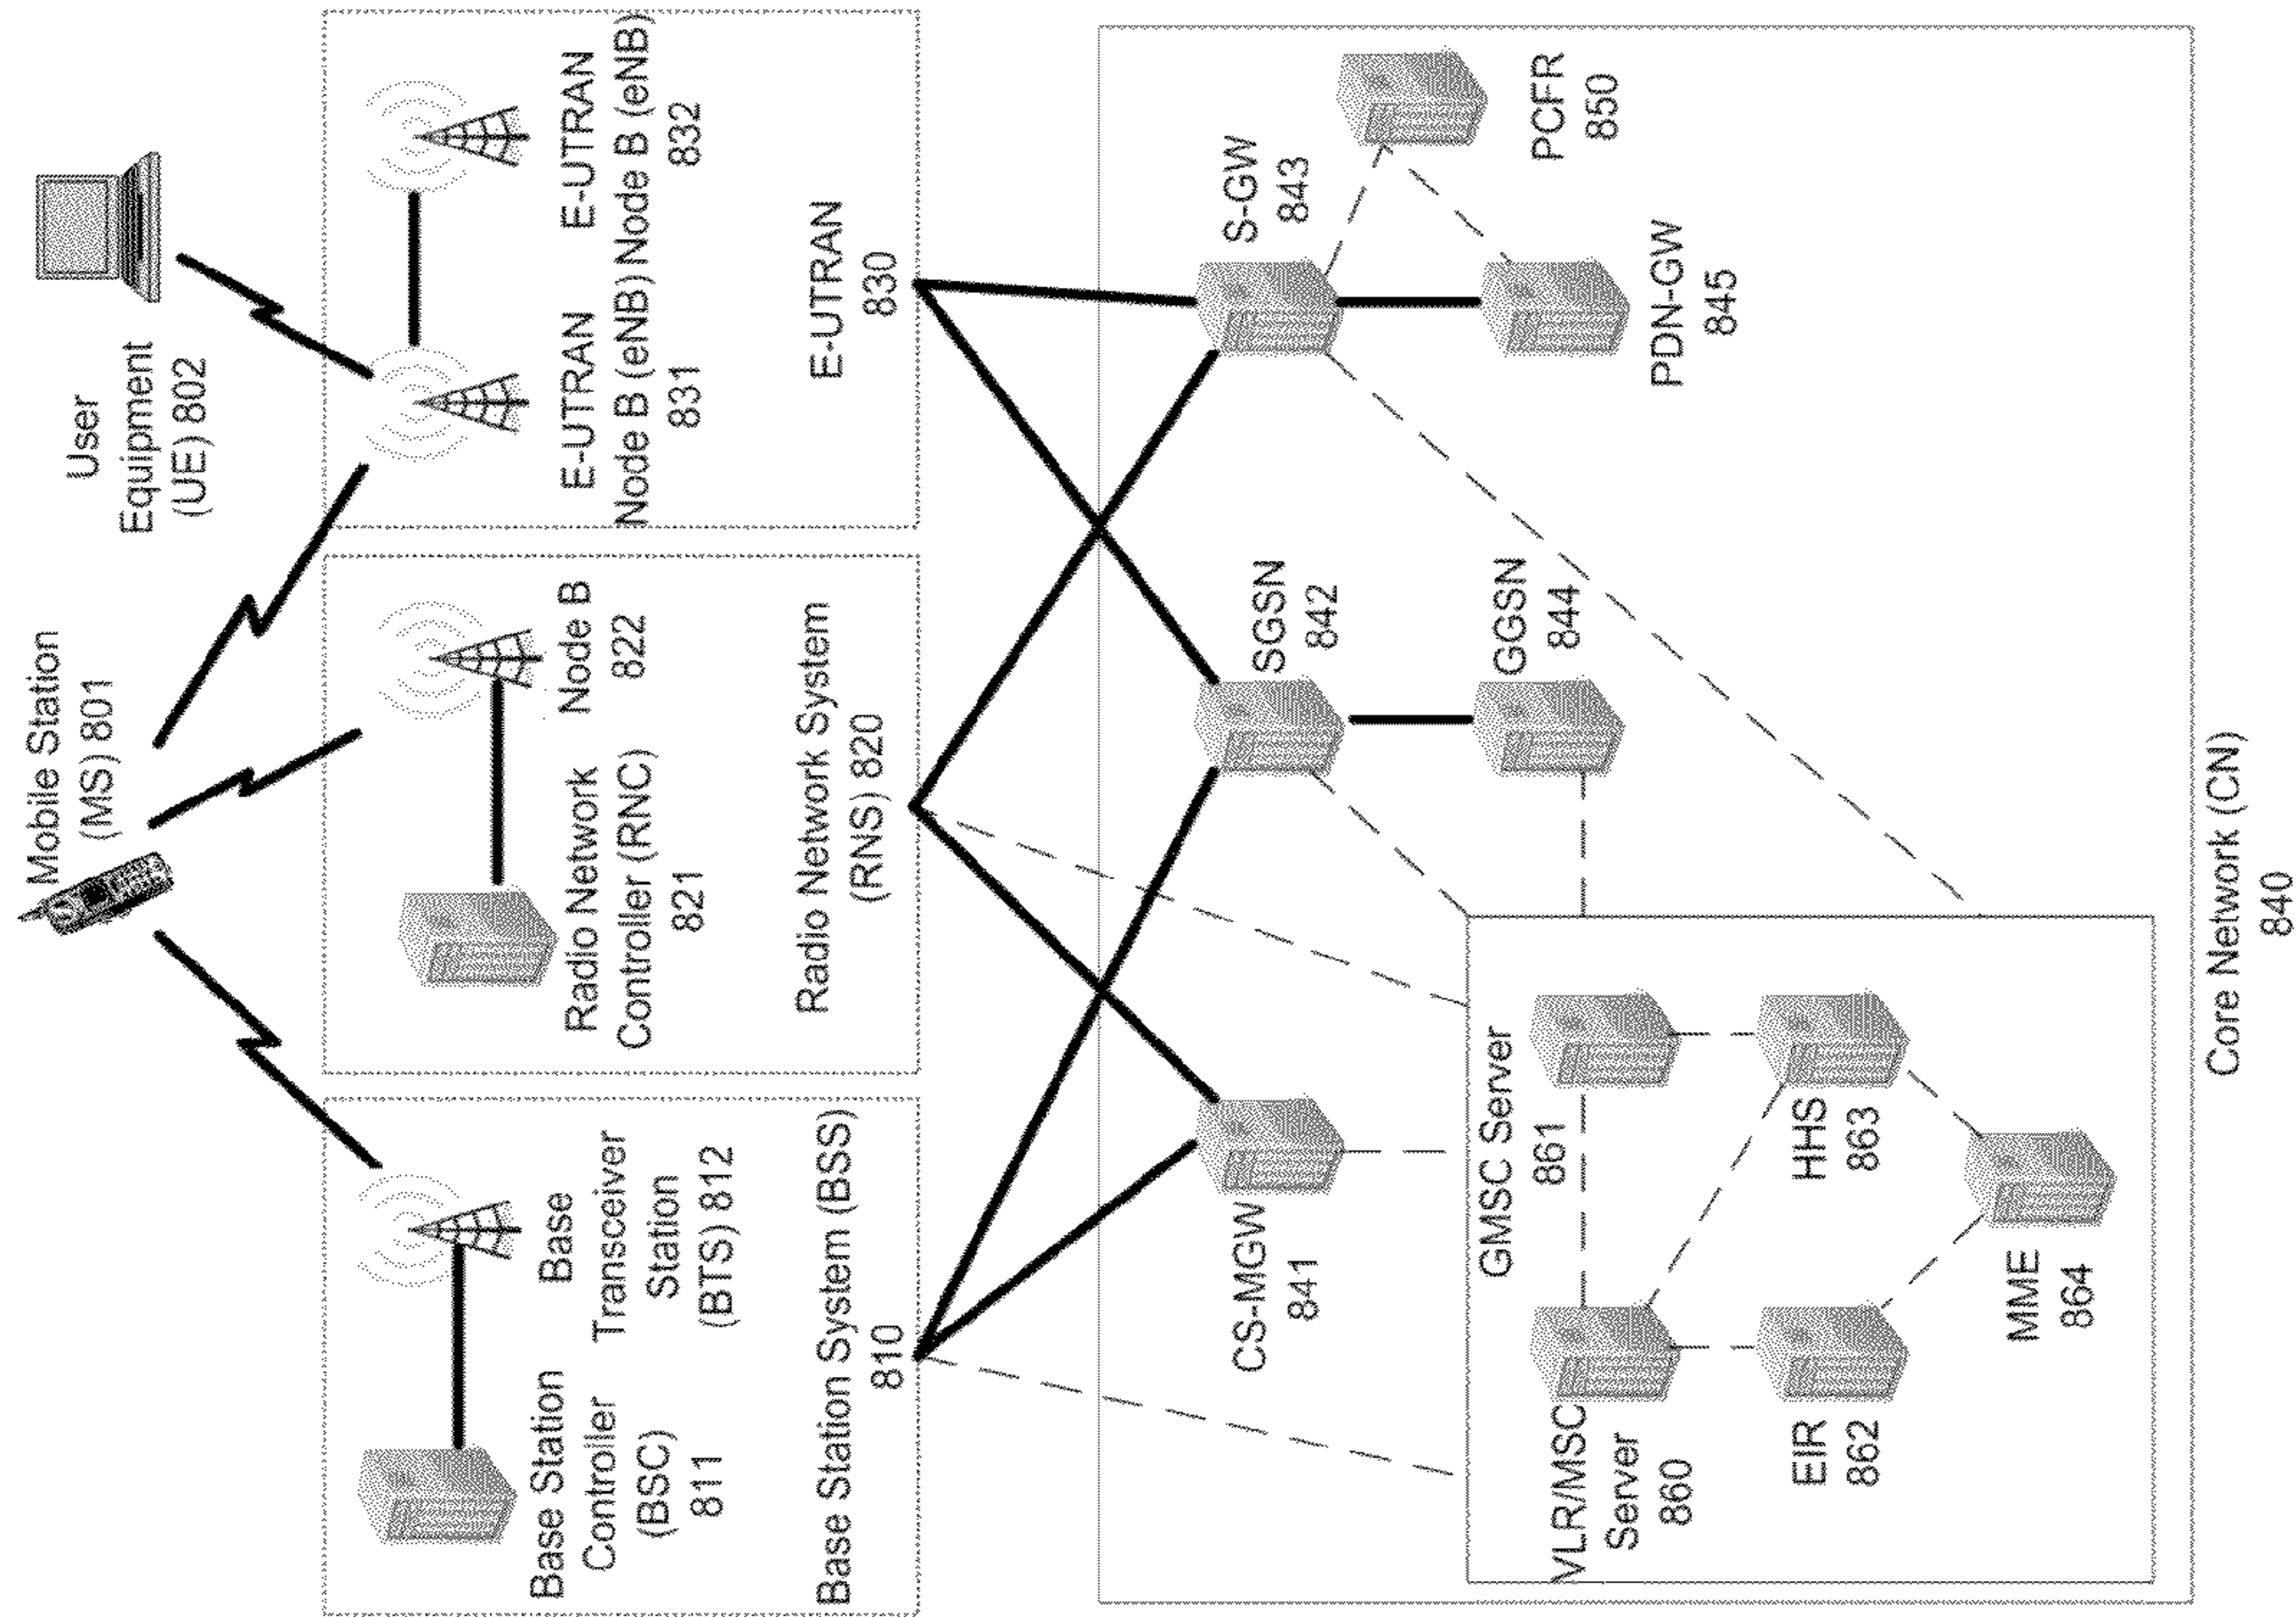 Mobile Station
(MS) 801
User
Equipment
(UE) 802
Base Station
Controller
(BSC)
811
Base
Transceiver
Station
(BTS) 812
Base Station System (BSS)
810
Radio Network
Controller (RNC)
821
Node B
822
Radio Network System
(RNS) 820
E-UTRAN
Node B (eNB)
831
E-UTRAN
Node B (eNB)
832
E-UTRAN
830
CS-MGW
841
SGSN
842
S-GW
843
GGSN
844
PDN-GW
845
PCFR
850
GMSC Server
861
VLR/MSC
Server
860
HHS
863
EIR
862
MME
864
Core Network (CN)
840